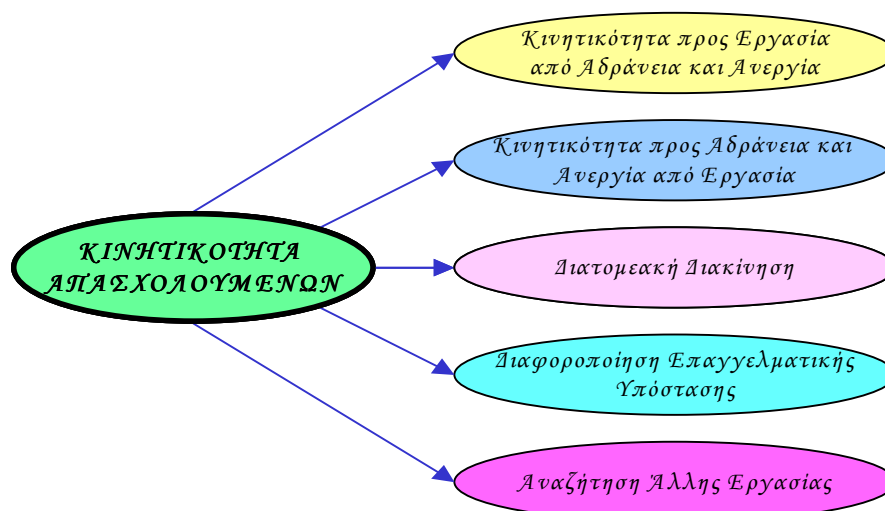 Κινητικότητα προς Εργασία
από Αδράνεια και Ανεργία
Κινητικότητα προς Αδράνεια και
Ανεργία από Εργασία
ΚΙΝΗΤΙΚΟΤΗΤΑ
ΑΠΑΣΧΟΛΟΥΜΕΝΩΝ
Διατομεακή Διακίνηση
Διαφοροποίηση Επαγγελματικής
Υπόστασης
Αναζήτηση Άλλης Εργασίας